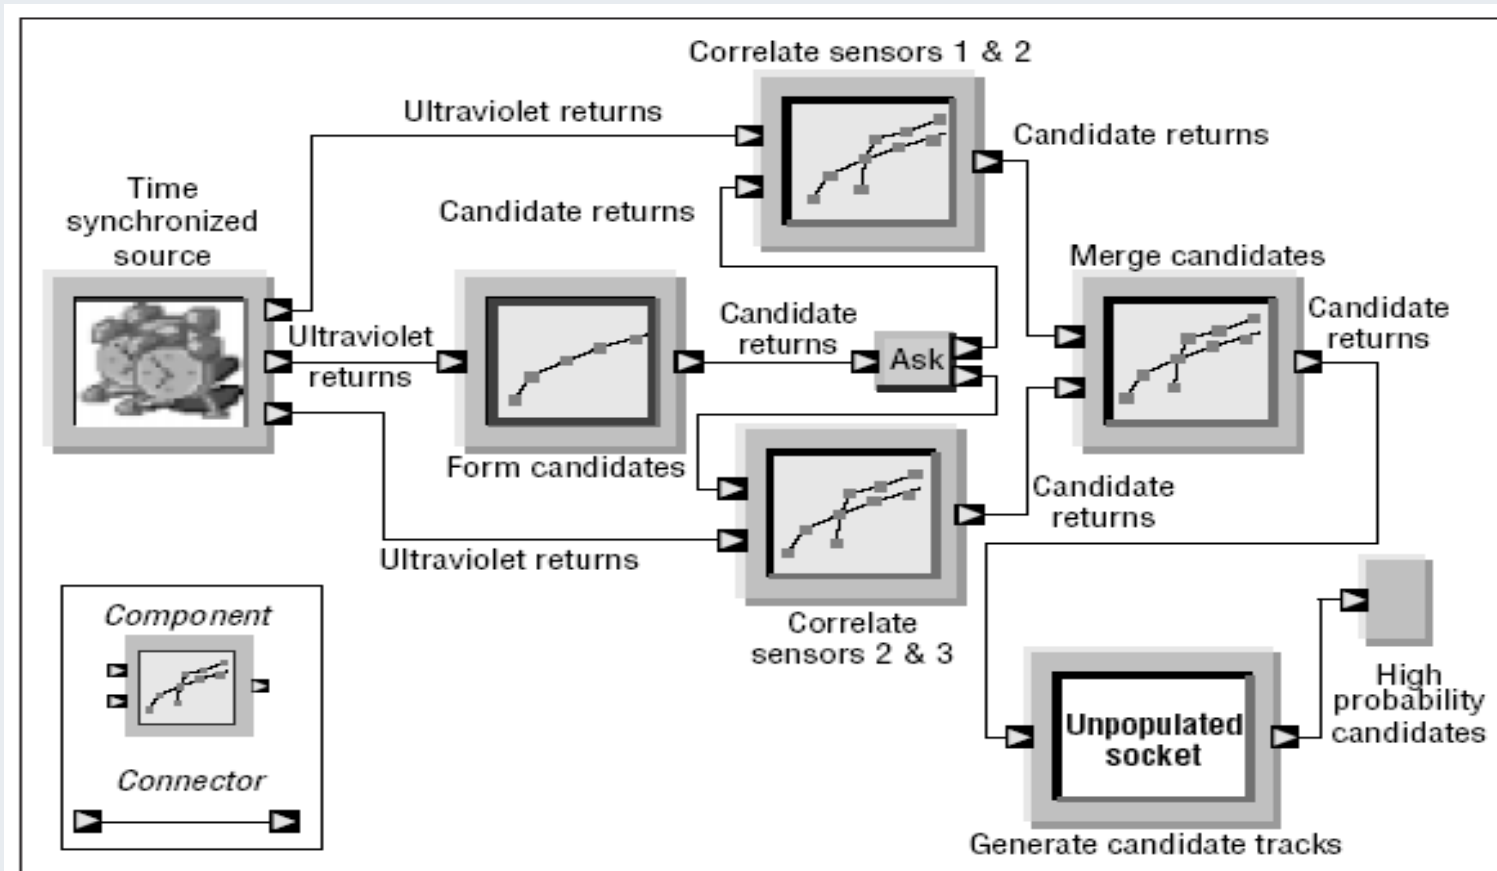 Correlate sensors 1 & 2
Ultraviolet returns
Candidate returns
Time
synchronized
source
Candidate returns
Merge candidates
Ultraviolet
returns
Candidate
returns
Ask
Candidate
returns
Form candidates
Candidate
returns
Ultraviolet returns
Correlate
sensors 2 & 3
Component
Connector
High
probability
candidates
Unpopulated
socket
Generate candidate tracks